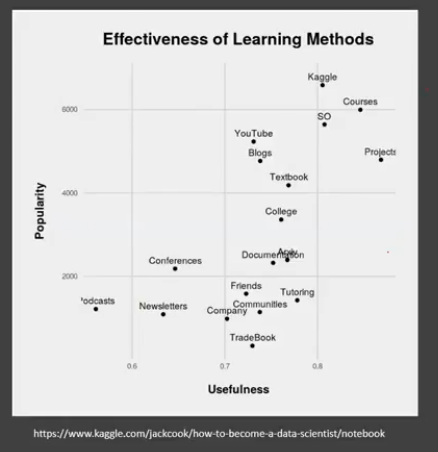 Effectiveness of Learning Methods
Kaggle
Courses
6000
SO
YouTube
Blogs
Projects
Textbook
4000
College
Popularity
Documentation
Conferences
2000
Friends
Tutoring
'odcasts
Newsletters
Communities
Company
TradeBook
0.6
0.7
0.8
Usefulness
https://www.kaggle.com/jackcook/how-to-become-a-data-scientist/notebook